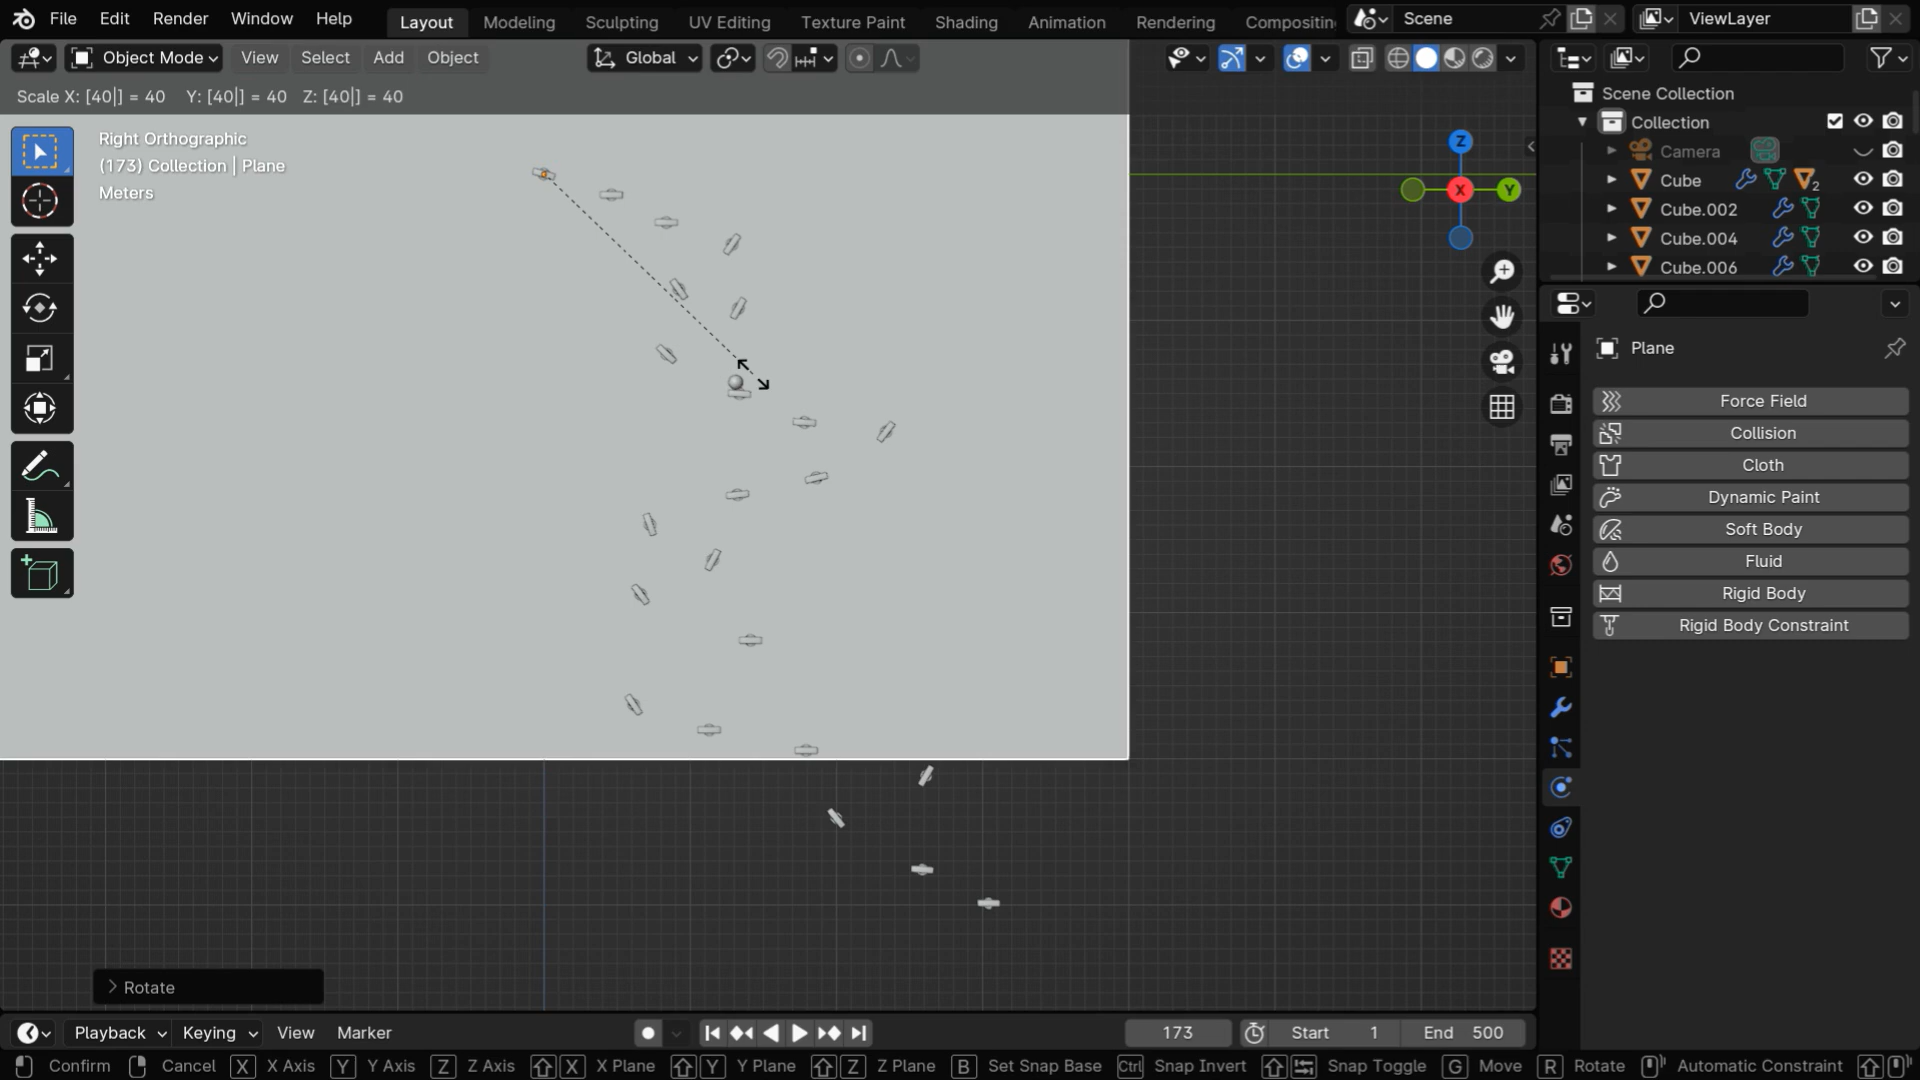 File Edit Render Window Help Layout Modeling Sculpting UV Editing Texture Paint Shading Animation Rendering Compositin Scene ViewLayer
Object Mode View Select Add Object Global
Scale X: [40|] = 40 Y: [40|] = 40 Z: [40|] = 40
Right Orthographic
(173) Collection | Plane
Meters
Z
X
Y
Scene Collection
Collection
Camera
Cube 2
Cube.002
Cube.004
Cube.006
Plane
Force Field
Collision
Cloth
Dynamic Paint
Soft Body
Fluid
Rigid Body
Rigid Body Constraint
Rotate
Playback Keying View Marker 173 Start 1 End 500
Confirm Cancel X X Axis Y Y Axis Z Z Axis X X Plane Y Y Plane Z Z Plane B Set Snap Base Ctrl Snap Invert Snap Toggle G Move R Rotate Automatic Constraint